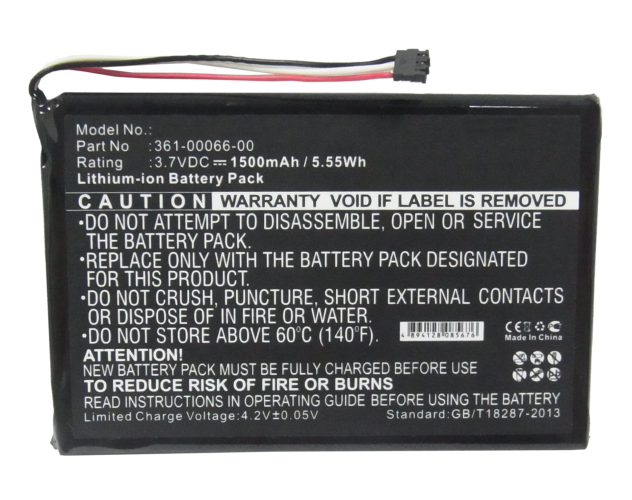 Model No.:
Part No :361-00066-00
Rating :3.7VDC⎓1500mAh / 5.55Wh
Lithium-ion Battery Pack
CAUTION WARRANTY VOID IF LABEL IS REMOVED
•DO NOT ATTEMPT TO DISASSEMBLE, OPEN OR SERVICE
THE BATTERY PACK.
•REPLACE ONLY WITH THE BATTERY PACK DESIGNATED
FOR THIS PRODUCT.
•DO NOT CRUSH, PUNCTURE, SHORT EXTERNAL CONTACTS
OR DISPOSE OF IN FIRE OR WATER.
•DO NOT STORE ABOVE 60°C (140°F).
4 894128 085676
CE
Made In China
ATTENTION!
NEW BATTERY PACK MUST BE FULLY CHARGED BEFORE USE
TO REDUCE RISK OF FIRE OR BURNS
READ INSTRUCTIONS IN OPERATING GUIDE BEFORE USING THE BATTERY
Limited Charge Voltage:4.2V±0.05V Standard:GB/T18287-2013